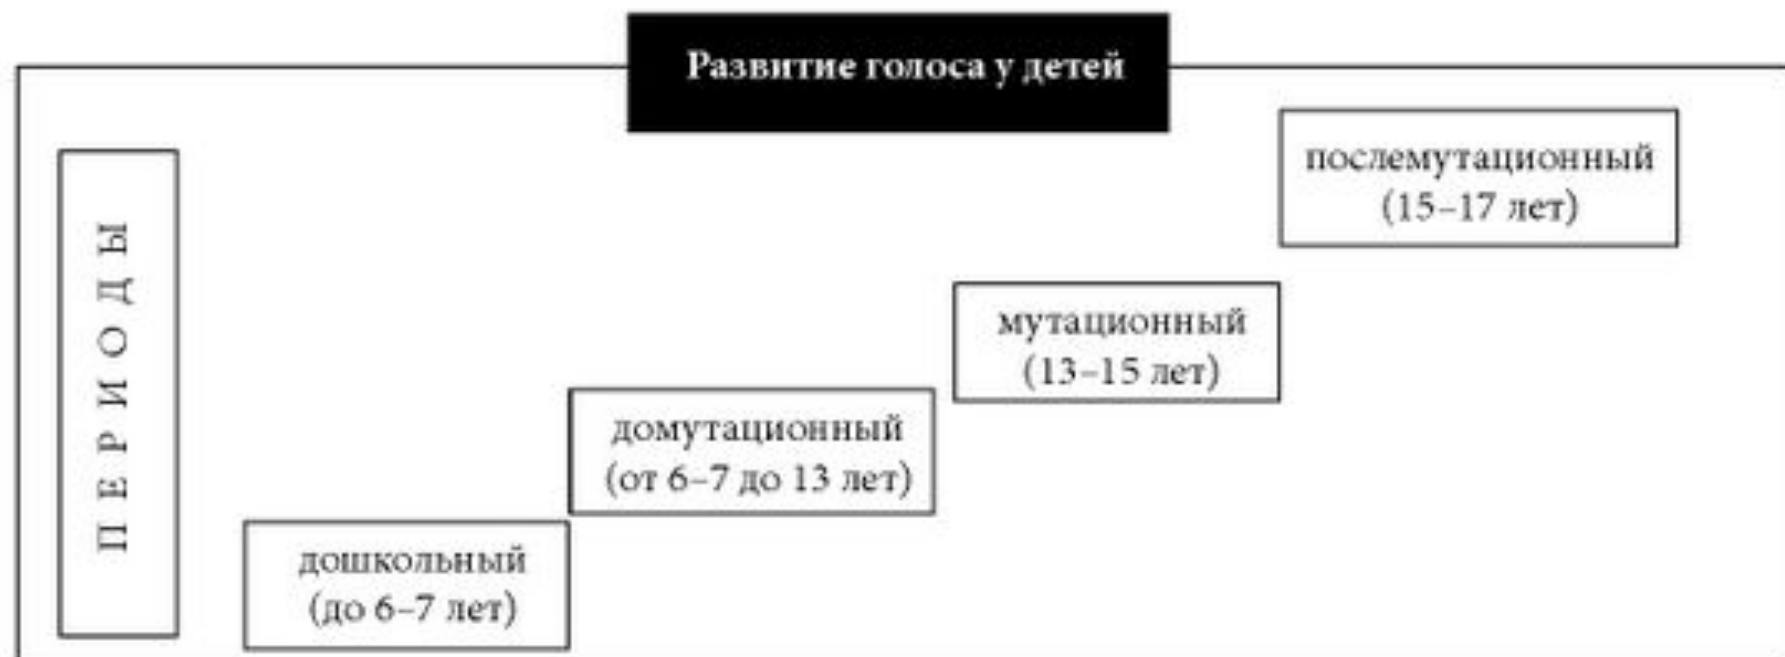 Развитие голоса у детей
ПЕРИОДЫ
послемутационный
(15–17 лет)
мутационный
(13–15 лет)
домутационный
(от 6–7 до 13 лет)
дошкольный
(до 6–7 лет)